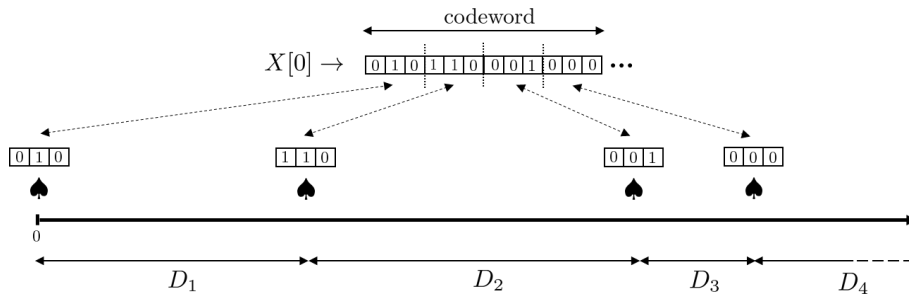 codeword
X[0] → 0 1 0 1 1 0 0 0 1 0 0 0 •••
0 1 0 1 1 0 0 0 1 0 0 0
0
D₁ D₂ D₃ D₄